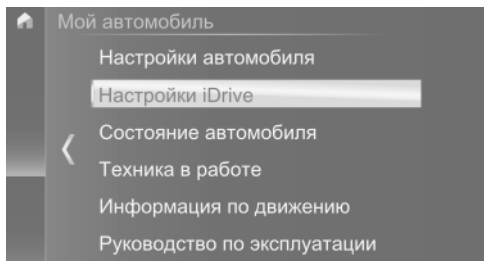 Мой автомобиль
Настройки автомобиля
Настройки iDrive
Состояние автомобиля
Техника в работе
Информация по движению
Руководство по эксплуатации